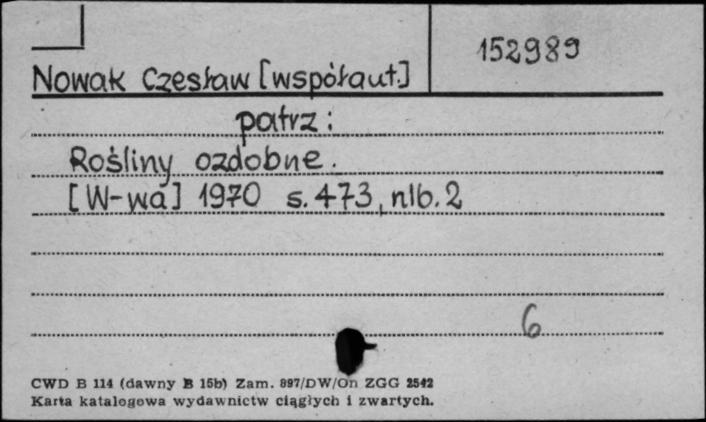 152989
Nowak Czesław [współaut.]
patrz:
Rośliny ozdobne.
[W-wa] 1970 s. 473, nlb. 2
6
CWD B 114 (dawny B 15b) Zam. 897/DW/On ZGG 2542
Karta katalogowa wydawnictw ciągłych i zwartych.